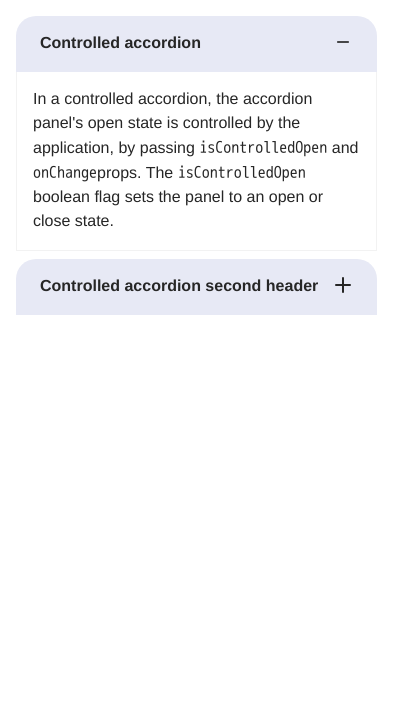 Controlled accordion
In a controlled accordion, the accordion
panel's open state is controlled by the
application, by passing isControlledOpen and
onChangeprops. The isControlledOpen
boolean flag sets the panel to an open or
close state.
Controlled accordion second header